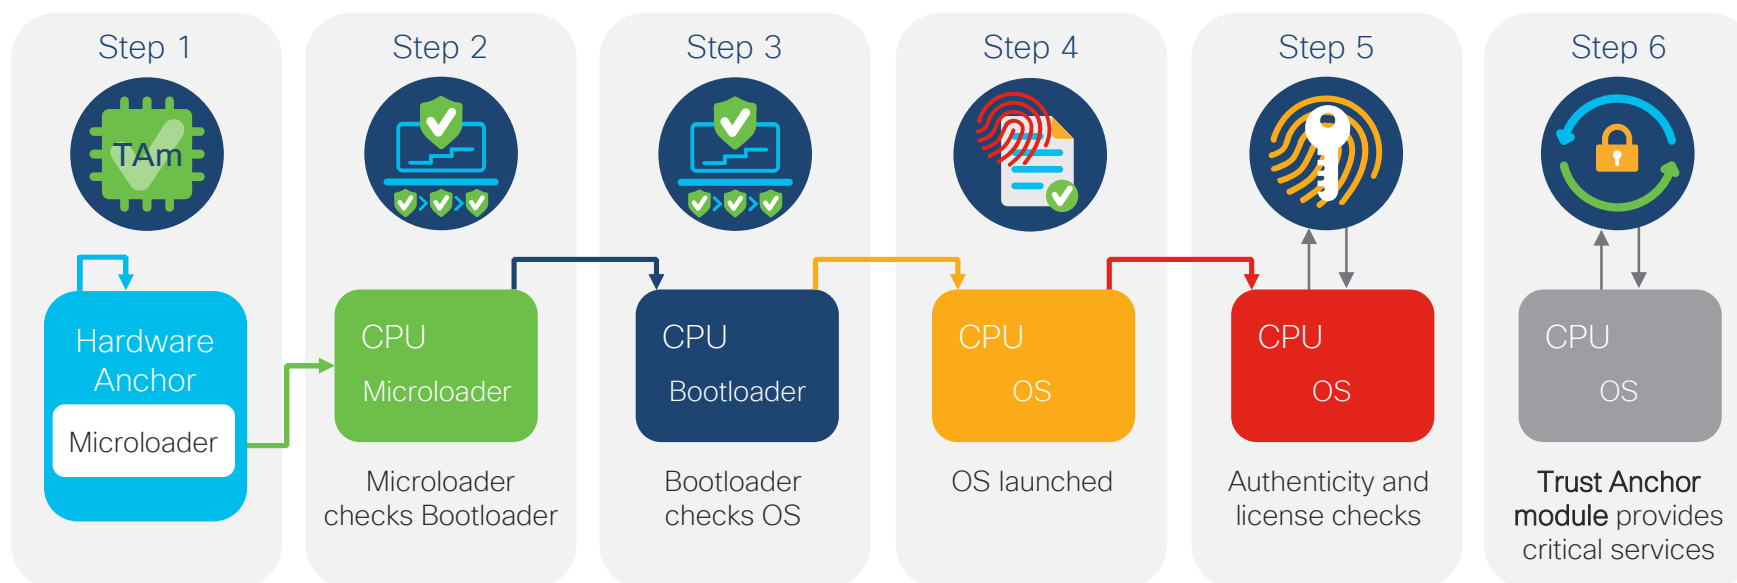 Step 1
TAm
Hardware
Anchor
Microloader
Step 2
CPU
Microloader
Microloader
checks Bootloader
Step 3
CPU
Bootloader
Bootloader
checks OS
Step 4
CPU
OS
OS launched
Step 5
CPU
OS
Authenticity and
license checks
Step 6
CPU
OS
Trust Anchor
module provides
critical services